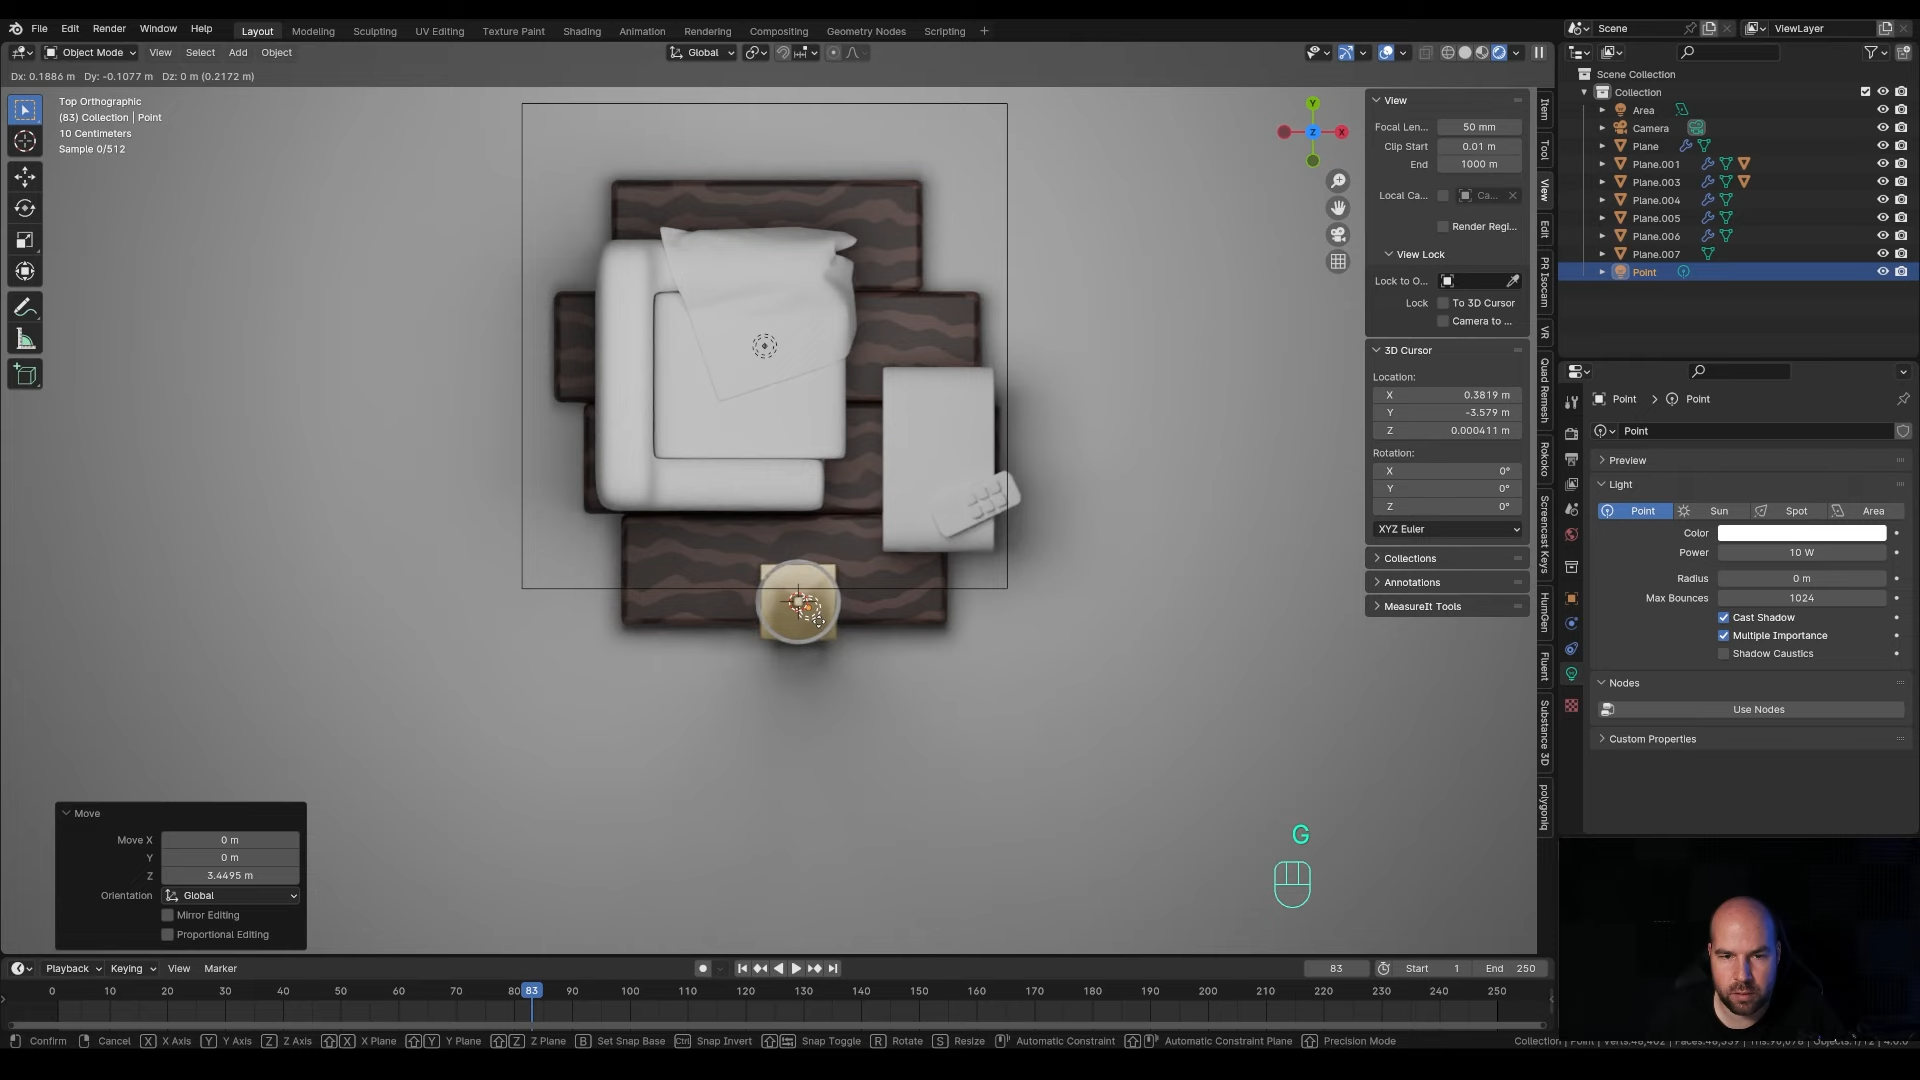 File Edit Render Window Help Layout Modeling Sculpting UV Editing Texture Paint Shading Animation Rendering Compositing Geometry Nodes Scripting +
Scene ViewLayer
Object Mode View Select Add Object Global
Dx: 0.1886 m Dy: -0.1077 m Dz: 0 m (0.2172 m)
Top Orthographic
(83) Collection | Point
10 Centimeters
Sample 0/512
Y
Z
X
View
Focal Len... 50 mm
Clip Start 0.01 m
End 1000 m
Local Ca... Ca...
Render Regi...
View Lock
Lock to O...
Lock To 3D Cursor
Camera to ...
3D Cursor
Location:
X 0.3819 m
Y -3.579 m
Z 0.000411 m
Rotation:
X 0°
Y 0°
Z 0°
XYZ Euler
Collections
Annotations
MeasureIt Tools
Item
Tool
View
Edit
PR Isocam
VR
Quad Remesh
Rokoko
Screencast Keys
HumGen
Fluent
Substance 3D
polygoniq
Scene Collection
Collection
Area
Camera
Plane
Plane.001
Plane.003
Plane.004
Plane.005
Plane.006
Plane.007
Point
Point > Point
Point
Preview
Light
Point Sun Spot Area
Color
Power 10 W
Radius 0 m
Max Bounces 1024
Cast Shadow
Multiple Importance
Shadow Caustics
Nodes
Use Nodes
Custom Properties
G
Move
Move X 0 m
Y 0 m
Z 3.4495 m
Orientation Global
Mirror Editing
Proportional Editing
Playback Keying View Marker 83 Start 1 End 250
0 10 20 30 40 50 60 70 80 83 90 100 110 120 130 140 150 160 170 180 190 200 210 220 230 240 250
Confirm Cancel X X Axis Y Y Axis Z Z Axis X X Plane Y Y Plane Z Z Plane B Set Snap Base Ctrl Snap Invert Snap Toggle R Rotate S Resize Automatic Constraint Automatic Constraint Plane Precision Mode